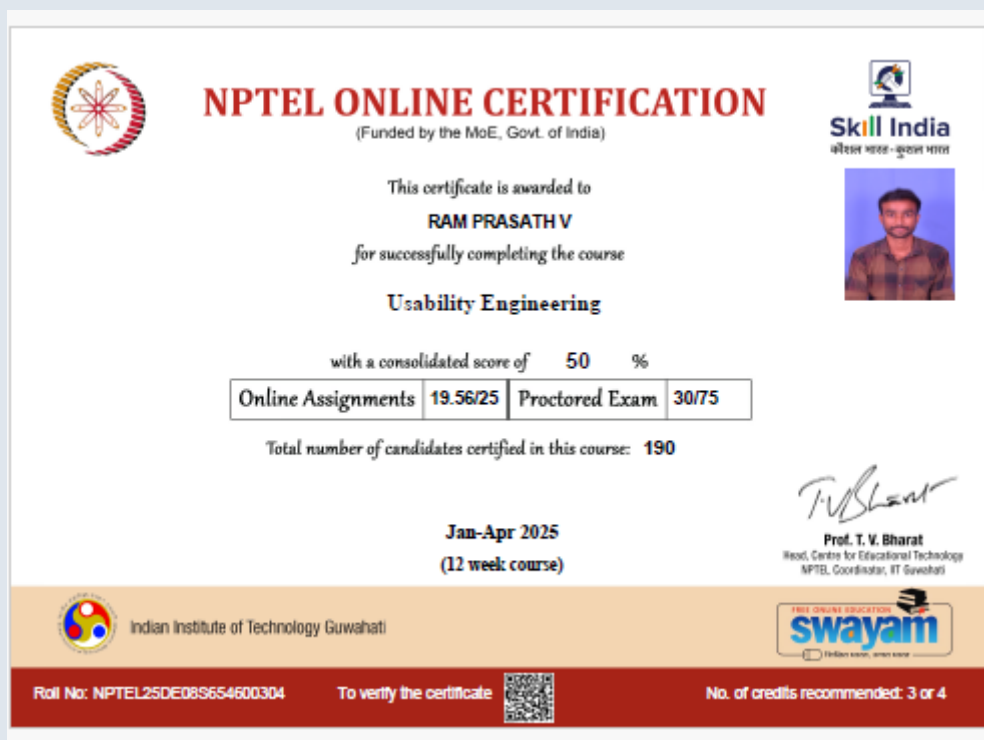 NPTEL ONLINE CERTIFICATION
(Funded by the MoE, Govt. of India)
Skill India
कौशल भारत - कुशल भारत
This certificate is awarded to
RAM PRASATH V
for successfully completing the course
Usability Engineering
with a consolidated score of 50 %
Online Assignments 19.56/25 Proctored Exam 30/75
Total number of candidates certified in this course: 190
Jan-Apr 2025
(12 week course)
Prof. T. V. Bharat
Head, Centre for Educational Technology
NPTEL Coordinator, IIT Guwahati
Indian Institute of Technology Guwahati
FREE ONLINE EDUCATION
swayam
Roll No: NPTEL25DE08S654600304
To verify the certificate
No. of credits recommended: 3 or 4